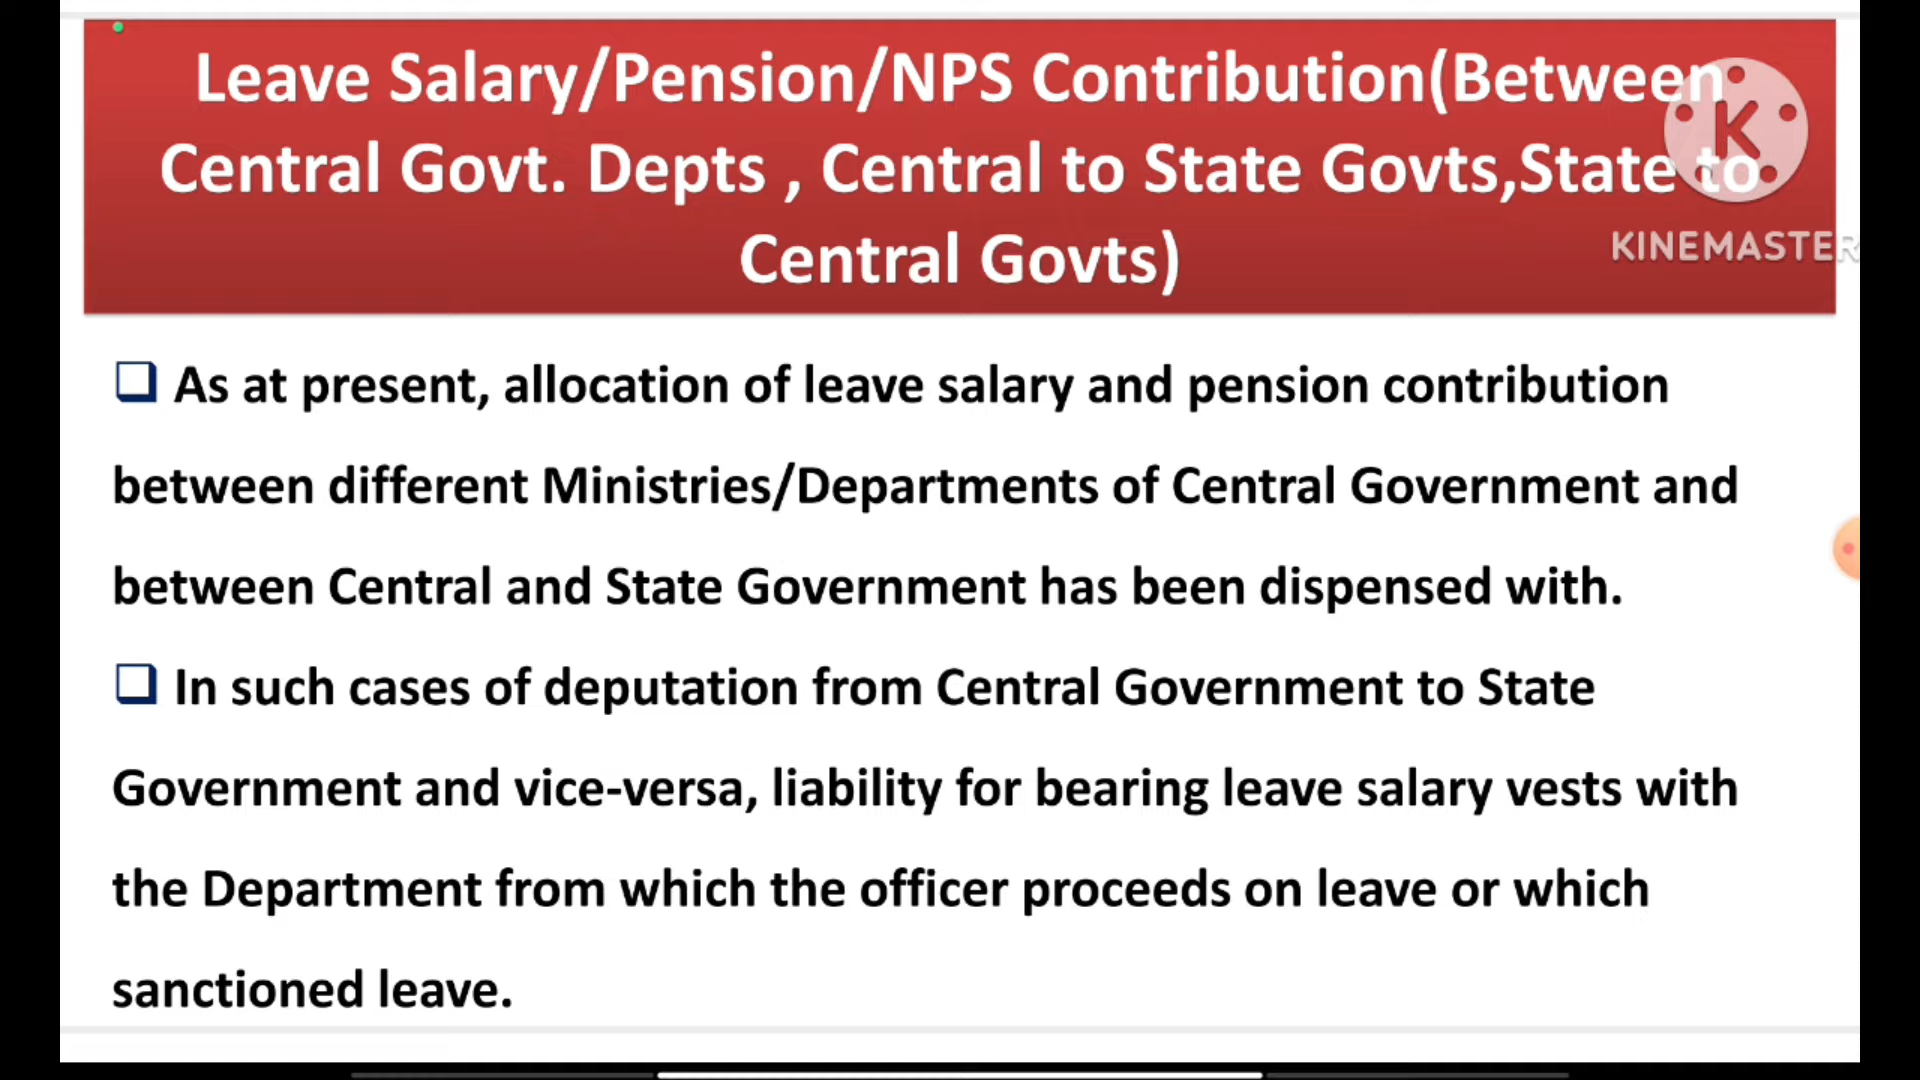 Leave Salary/Pension/NPS Contribution(Between
Central Govt. Depts , Central to State Govts,State to
Central Govts)
K
KINEMASTER
As at present, allocation of leave salary and pension contribution
between different Ministries/Departments of Central Government and
between Central and State Government has been dispensed with.
In such cases of deputation from Central Government to State
Government and vice-versa, liability for bearing leave salary vests with
the Department from which the officer proceeds on leave or which
sanctioned leave.